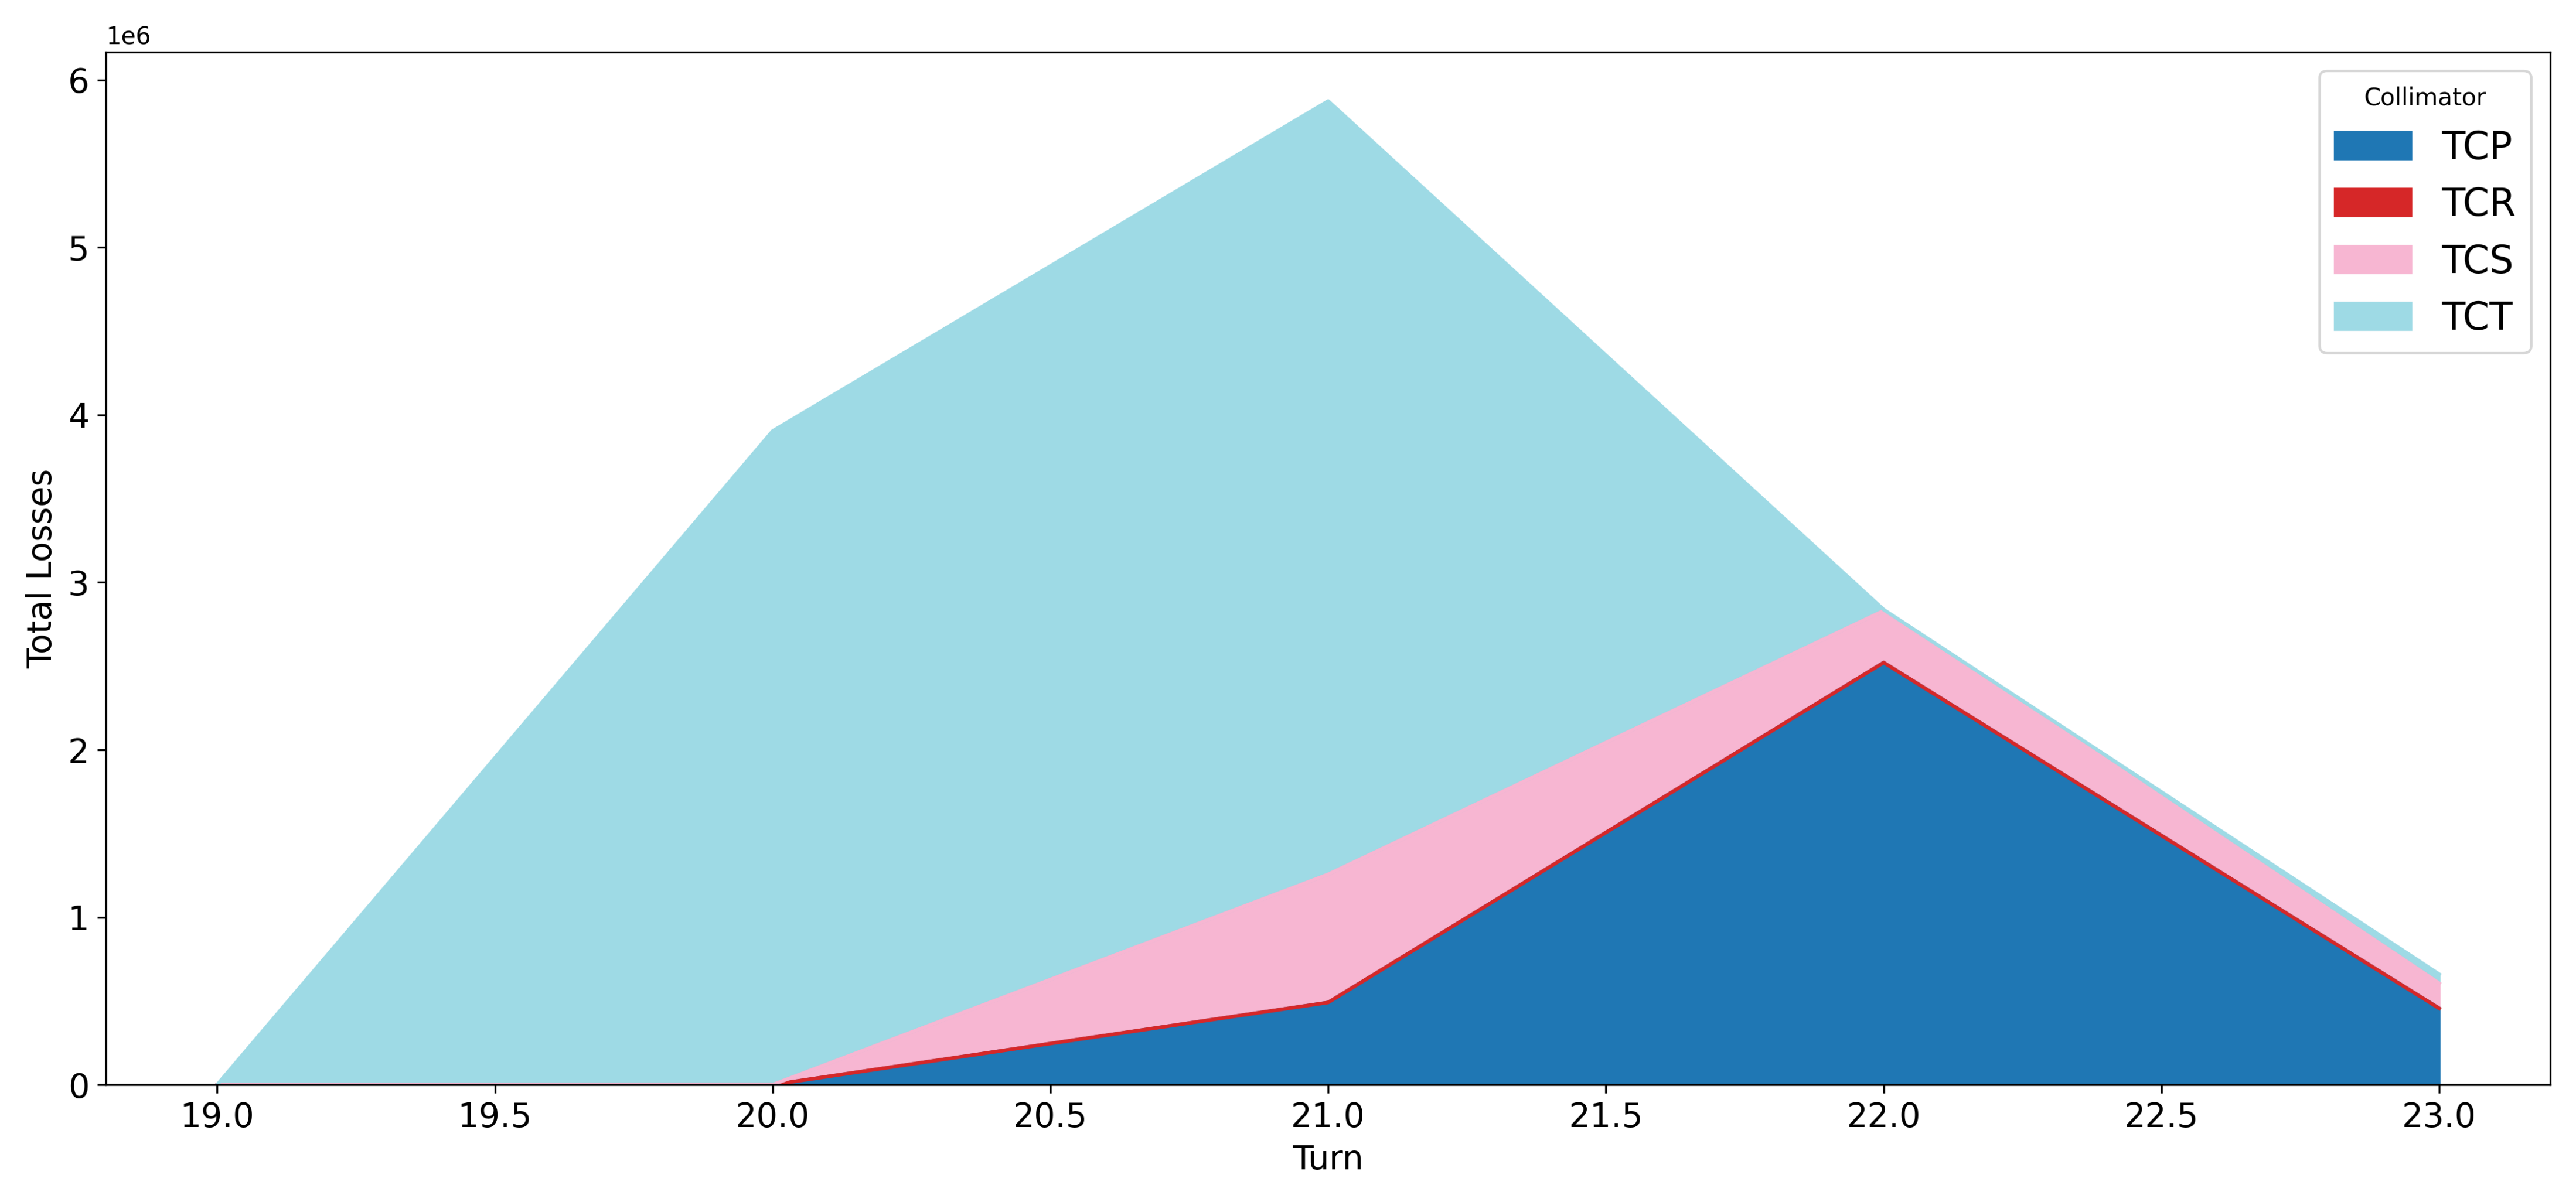 1e6
6
5
4
3
2
1
0
Total Losses
19.0 19.5 20.0 20.5 21.0 21.5 22.0 22.5 23.0
Turn
Collimator
TCP
TCR
TCS
TCT